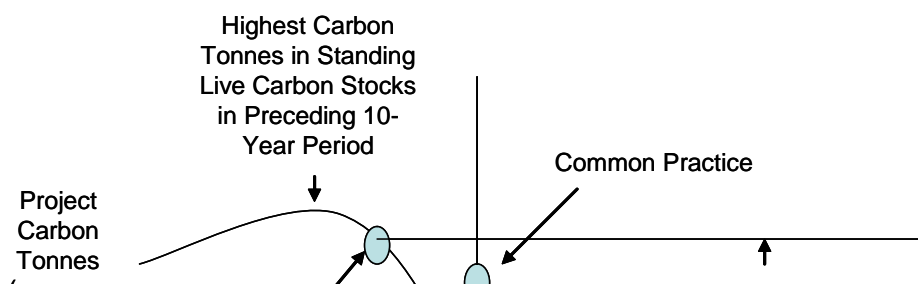 Highest Carbon
Tonnes in Standing
Live Carbon Stocks
in Preceding 10-
Year Period
Common Practice
Project
Carbon
Tonnes